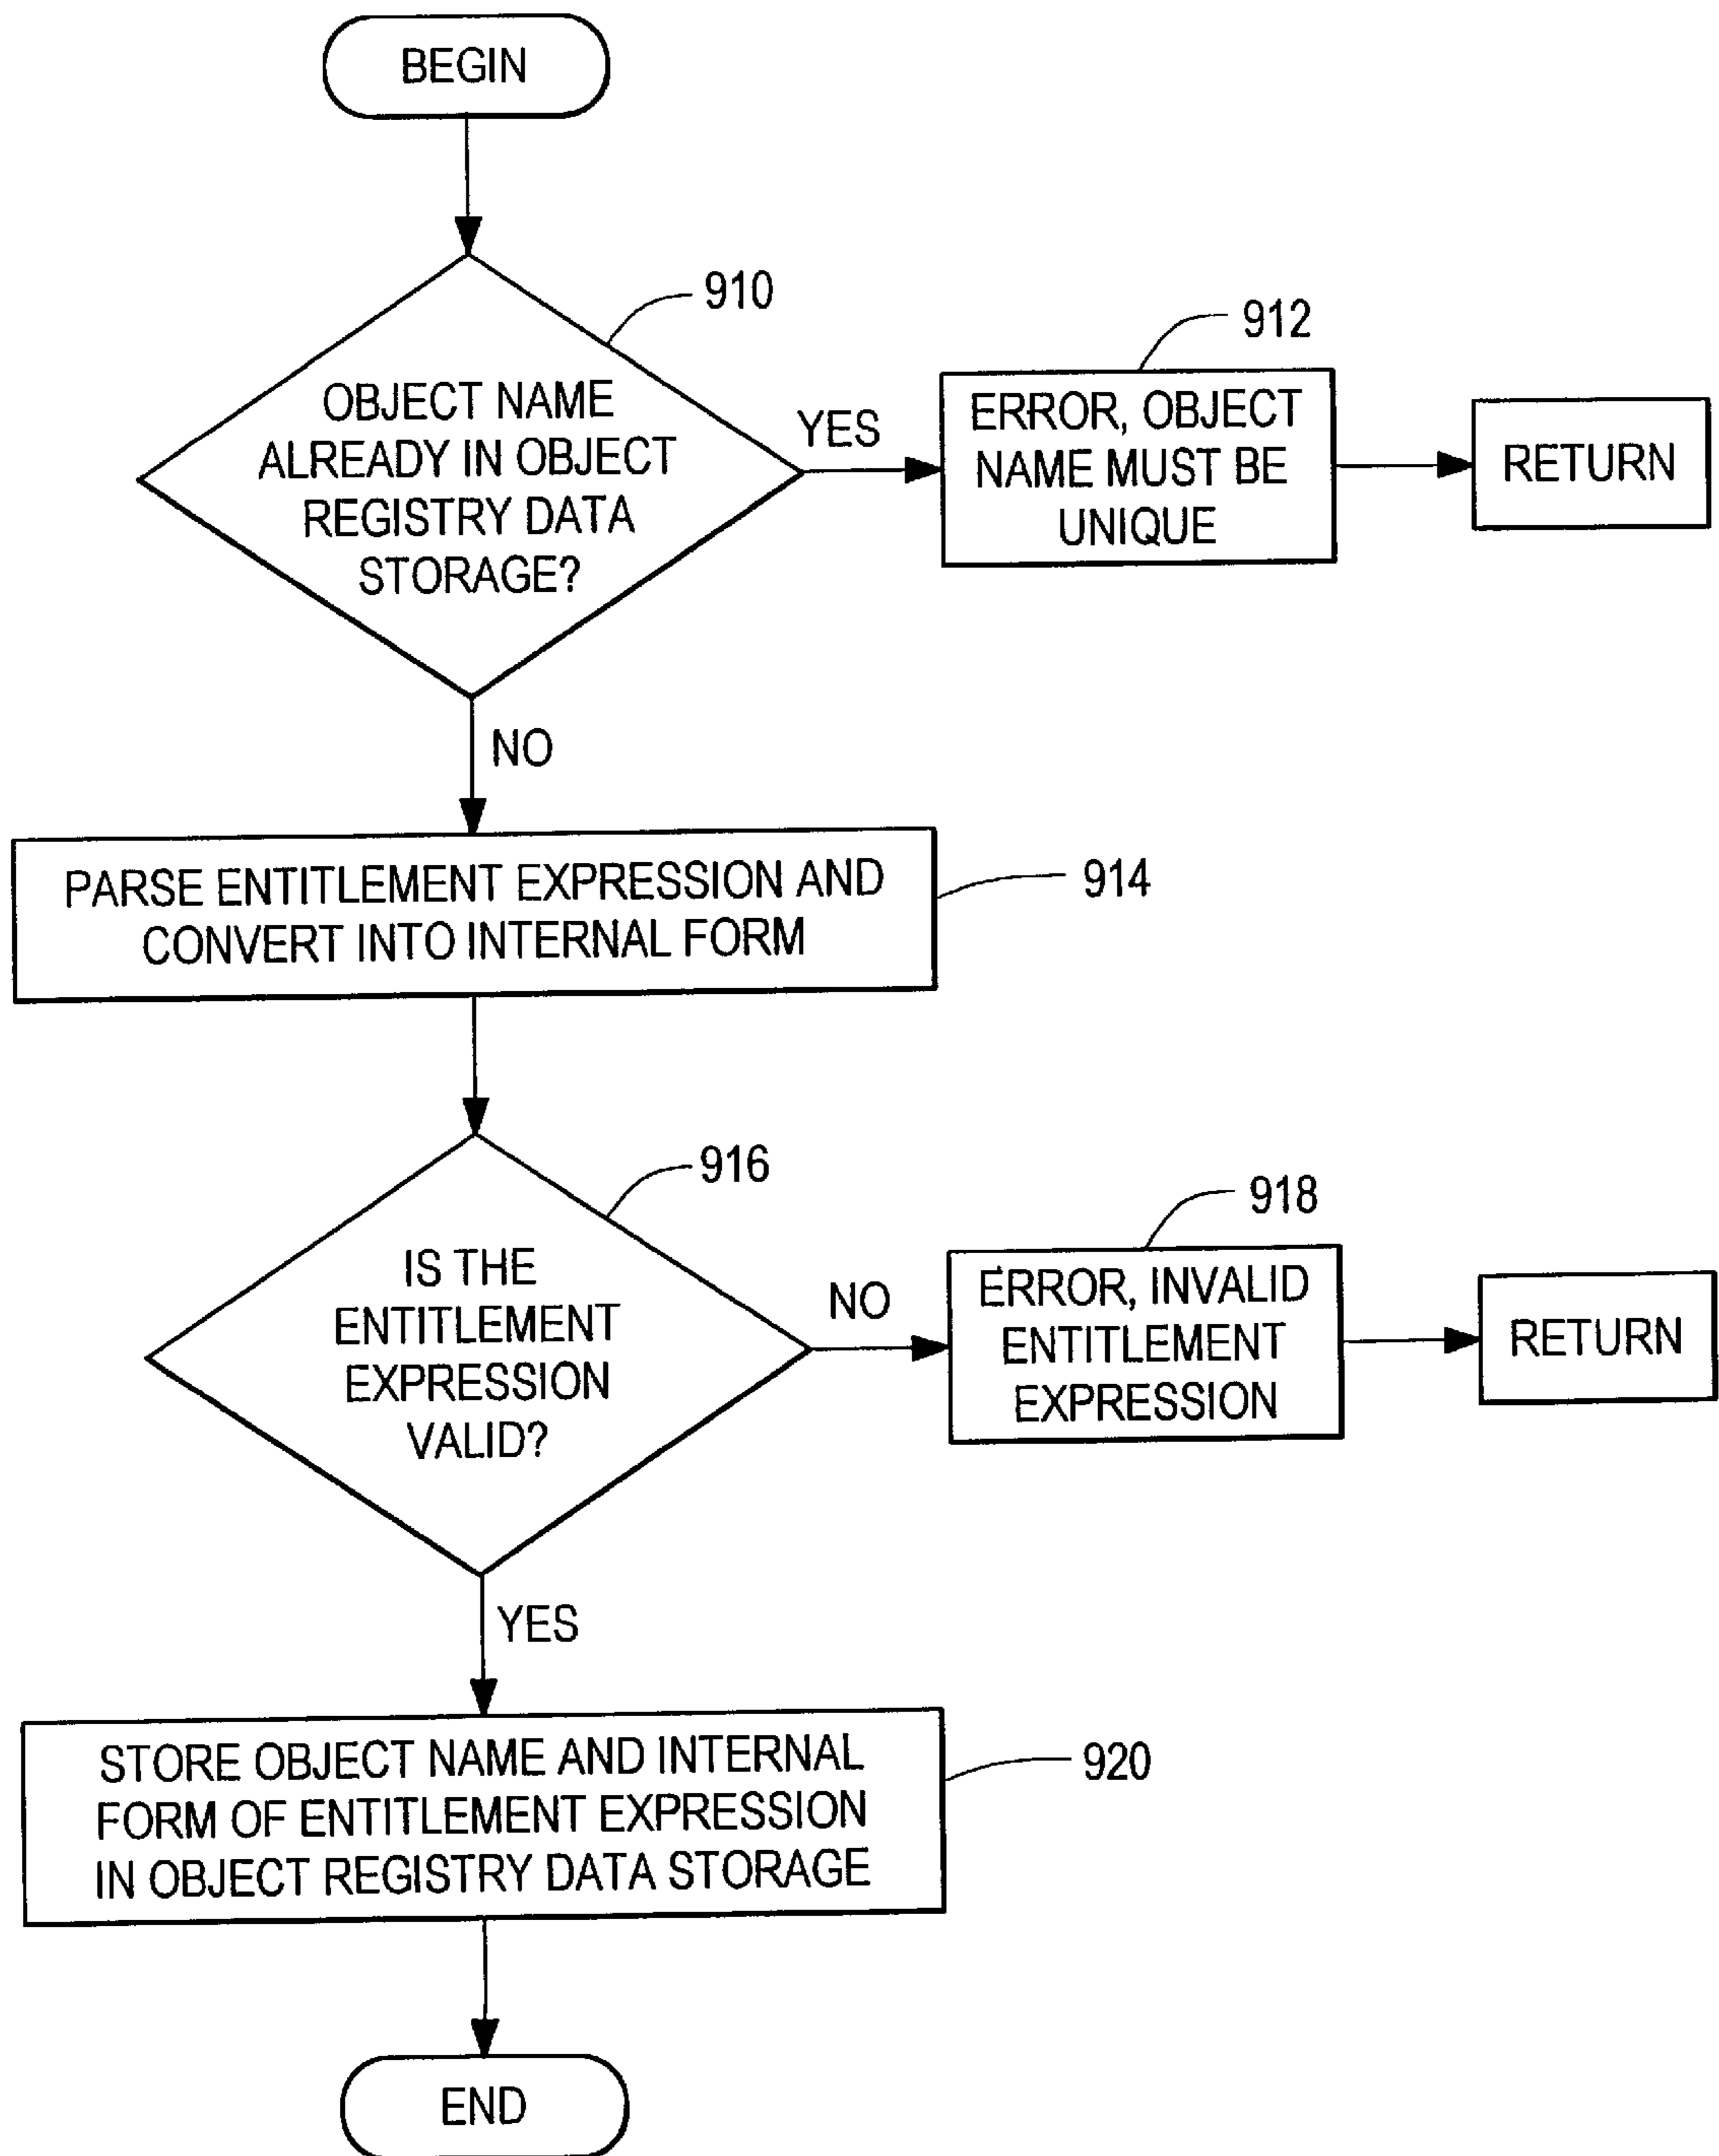 BEGIN
910
OBJECT NAME
ALREADY IN OBJECT
REGISTRY DATA
STORAGE?
YES
912
ERROR, OBJECT
NAME MUST BE
UNIQUE
RETURN
NO
PARSE ENTITLEMENT EXPRESSION AND
CONVERT INTO INTERNAL FORM
914
916
IS THE
ENTITLEMENT
EXPRESSION
VALID?
NO
918
ERROR, INVALID
ENTITLEMENT
EXPRESSION
RETURN
YES
STORE OBJECT NAME AND INTERNAL
FORM OF ENTITLEMENT EXPRESSION
IN OBJECT REGISTRY DATA STORAGE
920
END